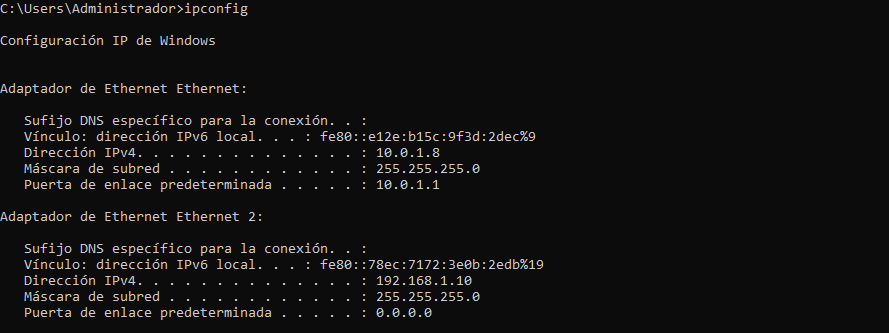 C:\Users\Administrador>ipconfig
Configuración IP de Windows
Adaptador de Ethernet Ethernet:
Sufijo DNS específico para la conexión. . :
Vínculo: dirección IPv6 local. . . : fe80::e12e:b15c:9f3d:2dec%9
Dirección IPv4. . . . . . . . . . . . . . : 10.0.1.8
Máscara de subred . . . . . . . . . . . . : 255.255.255.0
Puerta de enlace predeterminada . . . . . : 10.0.1.1
Adaptador de Ethernet Ethernet 2:
Sufijo DNS específico para la conexión. . :
Vínculo: dirección IPv6 local. . . : fe80::78ec:7172:3e0b:2edb%19
Dirección IPv4. . . . . . . . . . . . . . : 192.168.1.10
Máscara de subred . . . . . . . . . . . . : 255.255.255.0
Puerta de enlace predeterminada . . . . . : 0.0.0.0